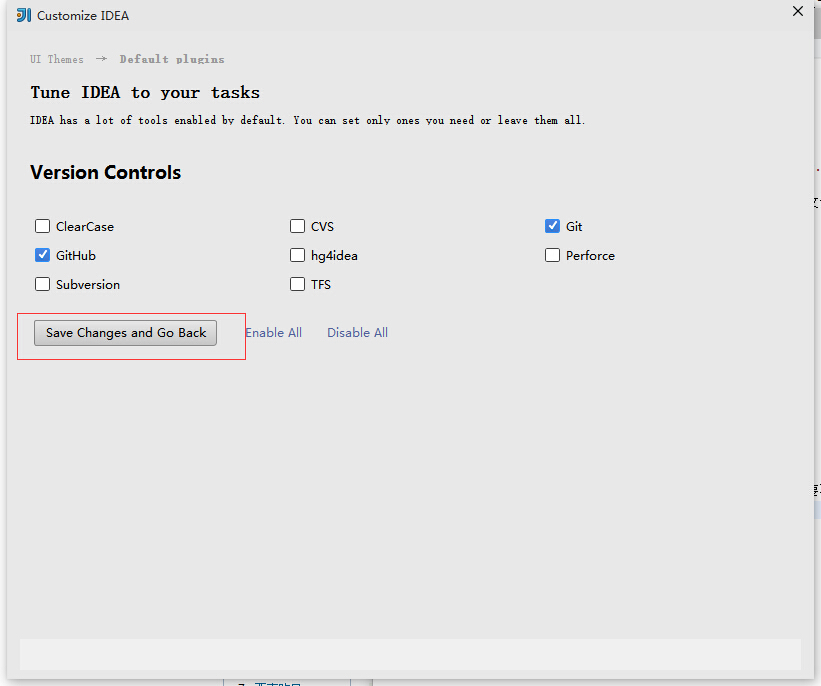 Customize IDEA
UI Themes → Default plugins
Tune IDEA to your tasks
IDEA has a lot of tools enabled by default. You can set only ones you need or leave them all.
Version Controls
ClearCase CVS Git
GitHub hg4idea Perforce
Subversion TFS
Save Changes and Go Back Enable All Disable All